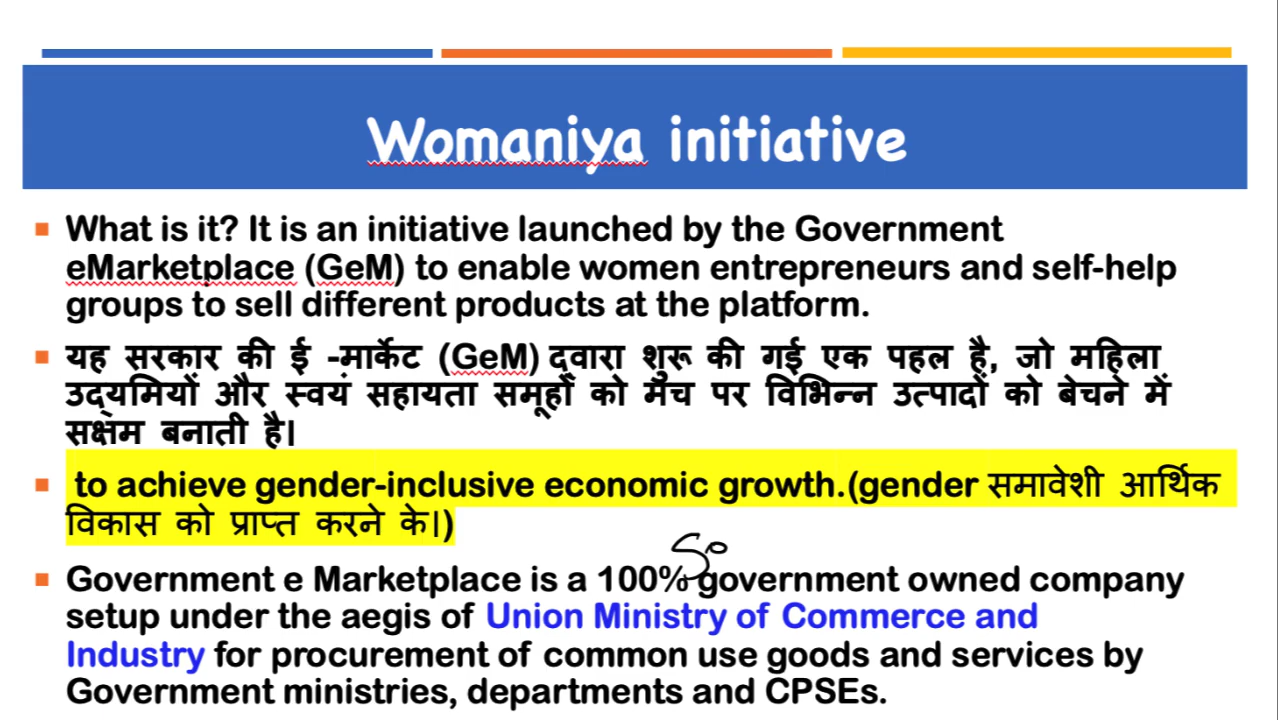 Womaniya initiative
What is it? It is an initiative launched by the Government
eMarketplace (GeM) to enable women entrepreneurs and self-help
groups to sell different products at the platform.
यह सरकार की ई -मार्केट (GeM) द्वारा शुरू की गई एक पहल है, जो महिला
उद्यमियों और स्वयं सहायता समूहों को मंच पर विभिन्न उत्पादों को बेचने में
सक्षम बनाती है।
to achieve gender-inclusive economic growth.(gender समावेशी आर्थिक
विकास को प्राप्त करने के।)
Government e Marketplace is a 100% government owned company
setup under the aegis of Union Ministry of Commerce and
Industry for procurement of common use goods and services by
Government ministries, departments and CPSEs.